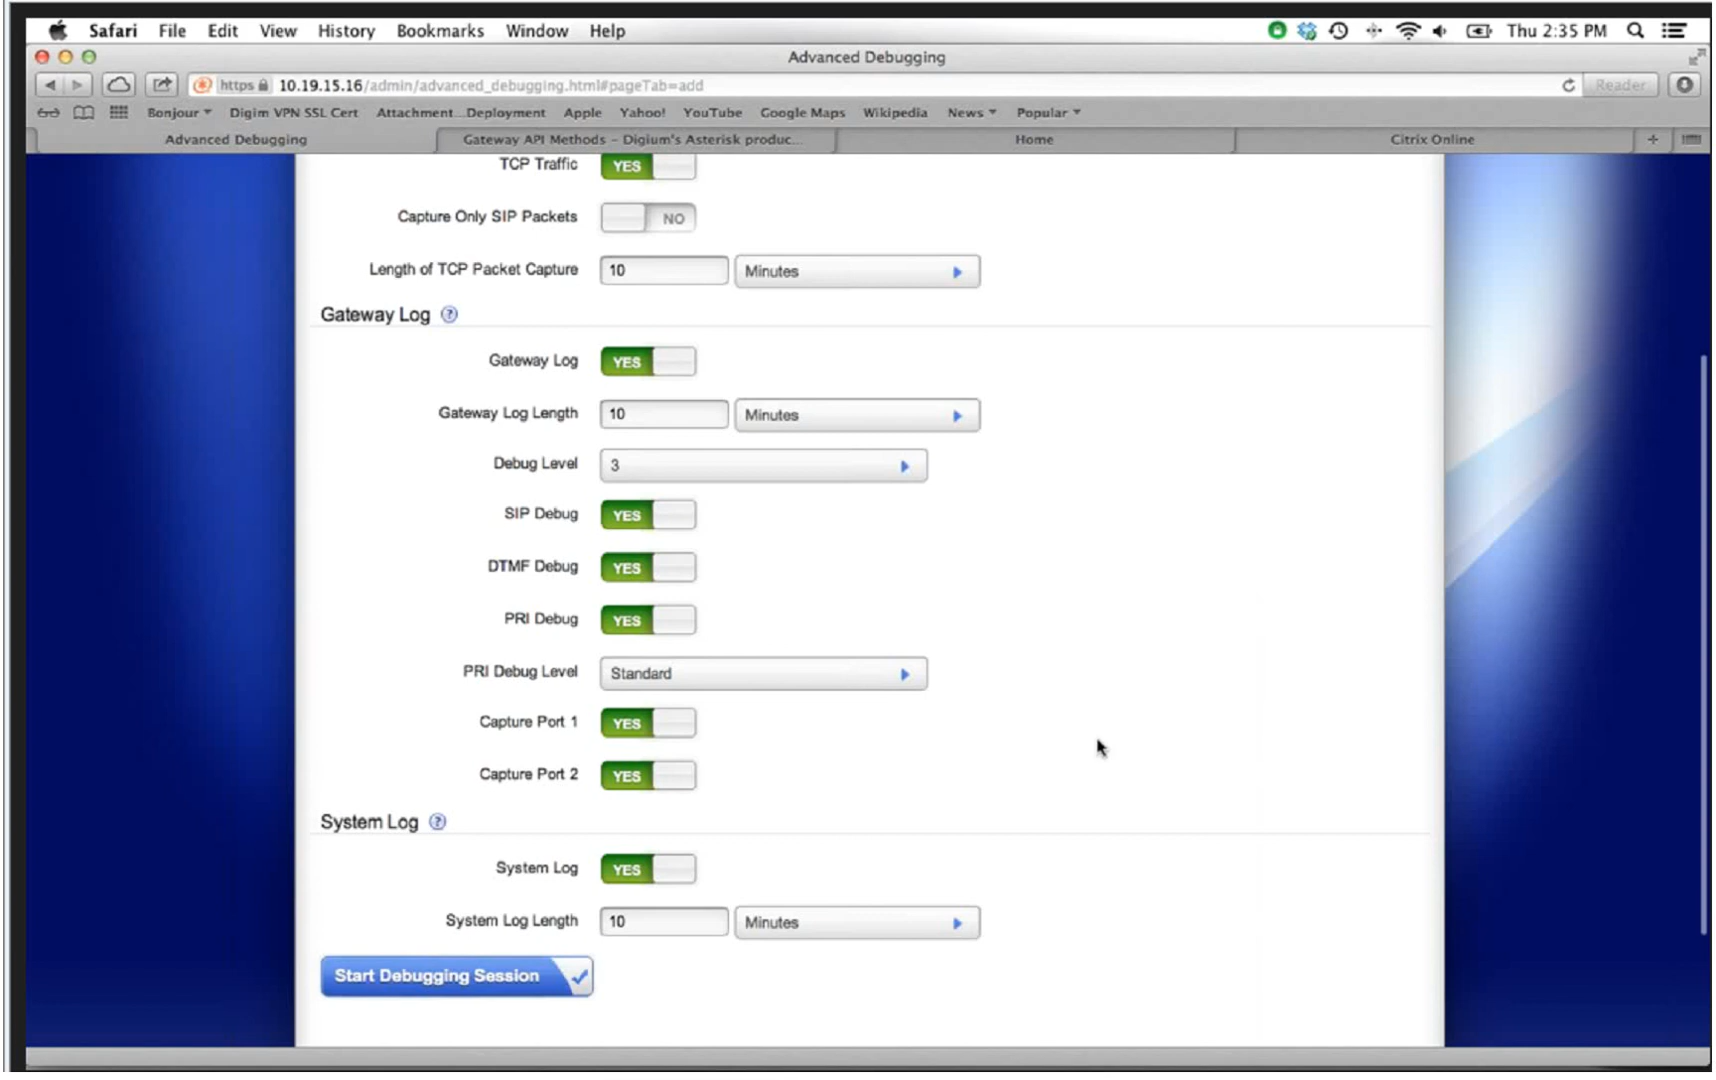 Safari File Edit View History Bookmarks Window Help Thu 2:35 PM
Advanced Debugging
https 10.19.15.16/admin/advanced_debugging.html#pageTab=add Reader
Bonjour Digim VPN SSL Cert Attachment...Deployment Apple Yahoo! YouTube Google Maps Wikipedia News Popular
Advanced Debugging Gateway API Methods – Digium's Asterisk produc... Home Citrix Online
TCP Traffic YES
Capture Only SIP Packets NO
Length of TCP Packet Capture 10 Minutes
Gateway Log ?
Gateway Log YES
Gateway Log Length 10 Minutes
Debug Level 3
SIP Debug YES
DTMF Debug YES
PRI Debug YES
PRI Debug Level Standard
Capture Port 1 YES
Capture Port 2 YES
System Log ?
System Log YES
System Log Length 10 Minutes
Start Debugging Session